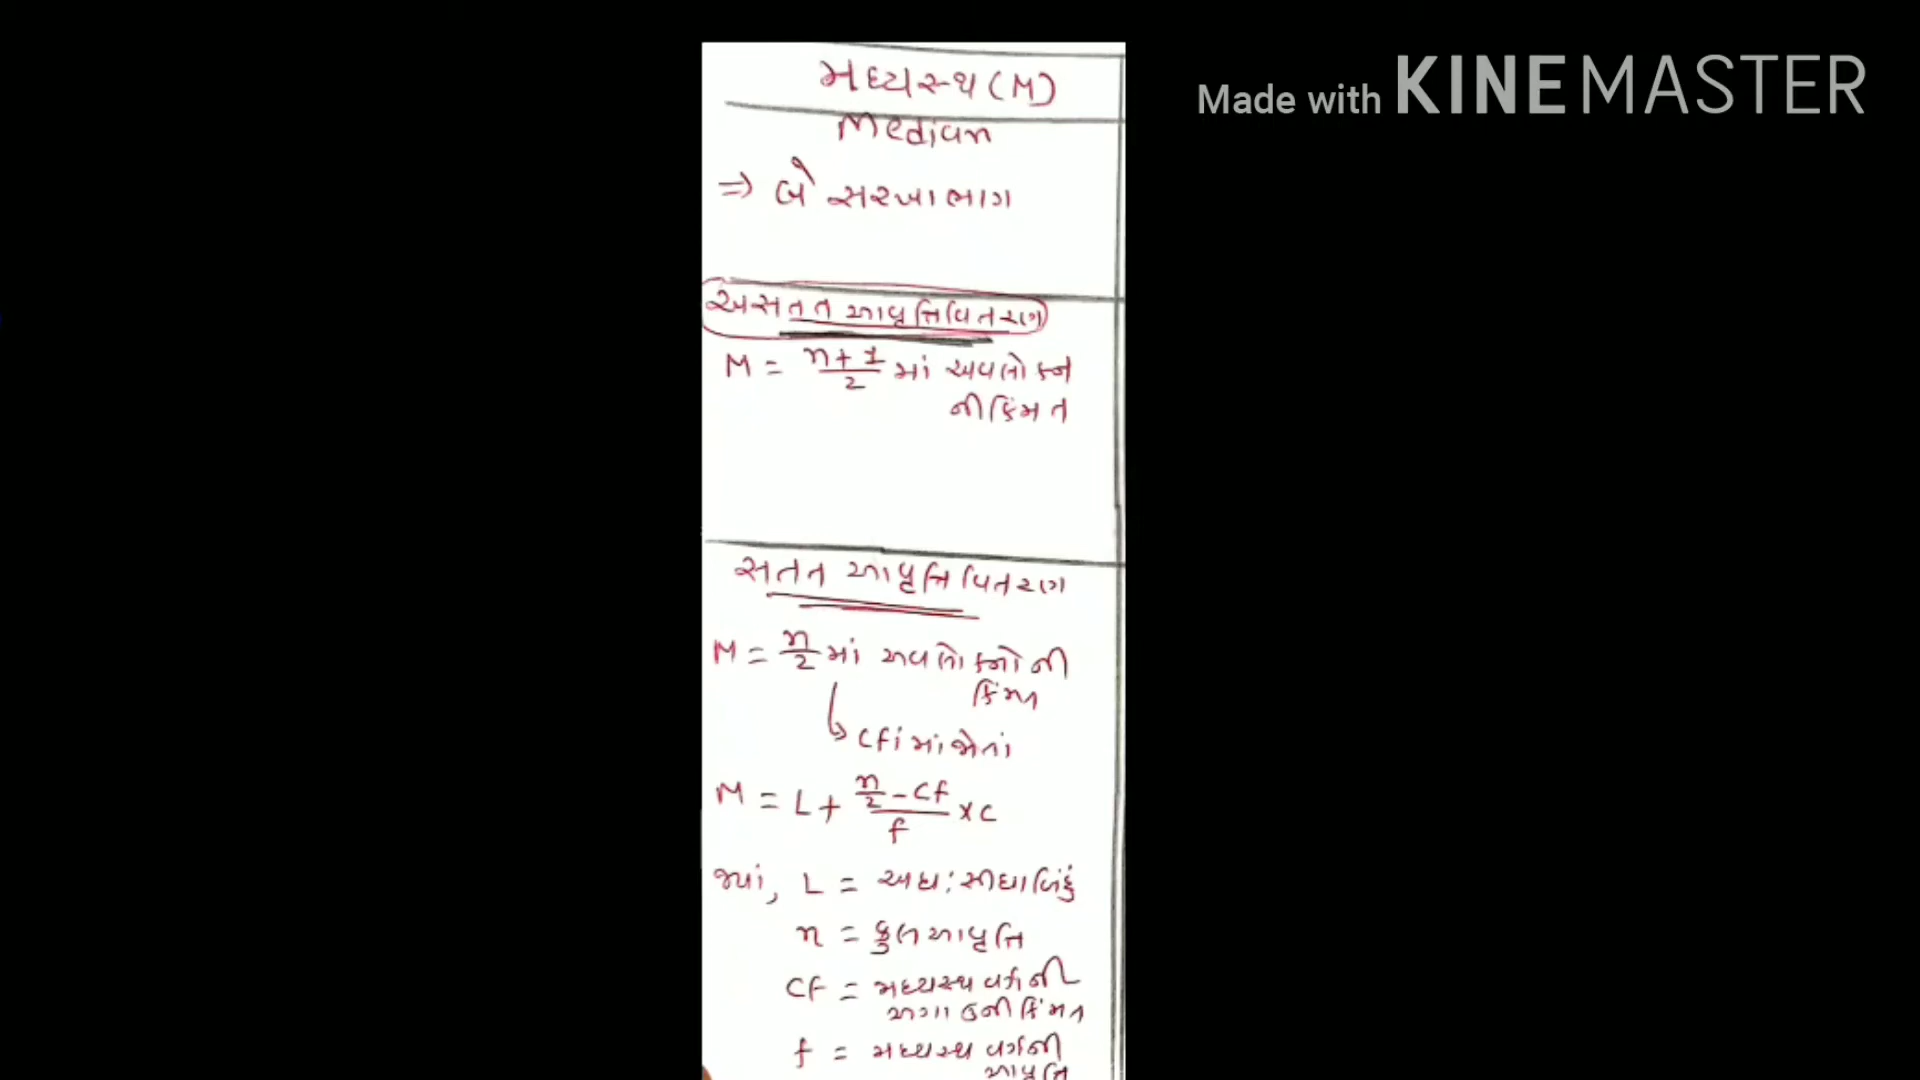 Made with KINEMASTER
મધ્યસ્થ (M)
Median
⇒ બે સરખા ભાગ
અસતત આવૃત્તિ વિતરણ
M = n+1/2 માં અવલોકન
ની કિંમત
સતત આવૃત્તિ વિતરણ
M = n/2 માં અવલોકનોની
કિંમત
↳ cf માં જોતાં
M = L + (n/2 - cf)/f × c
જ્યાં, L = અધ: સીમાબિંદુ
n = કુલ આવૃત્તિ
cf = મધ્યસ્થ વર્ગની
આગાઉની કિંમત
f = મધ્યસ્થ વર્ગની
આવૃત્તિ